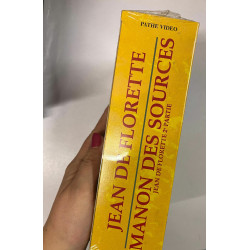 PATHE VIDEO
JEAN DE FLORETTE
MANON DES SOURCES
JEAN DE FLORETTE 2e PARTIE